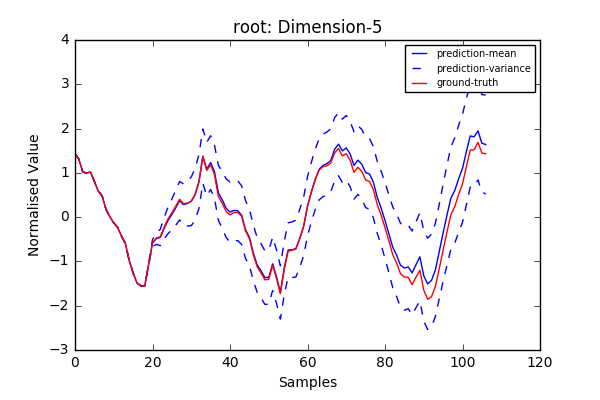 root: Dimension-5
4
3
2
1
0
−1
−2
−3
Normalised Value
prediction-mean
prediction-variance
ground-truth
0 20 40 60 80 100 120
Samples